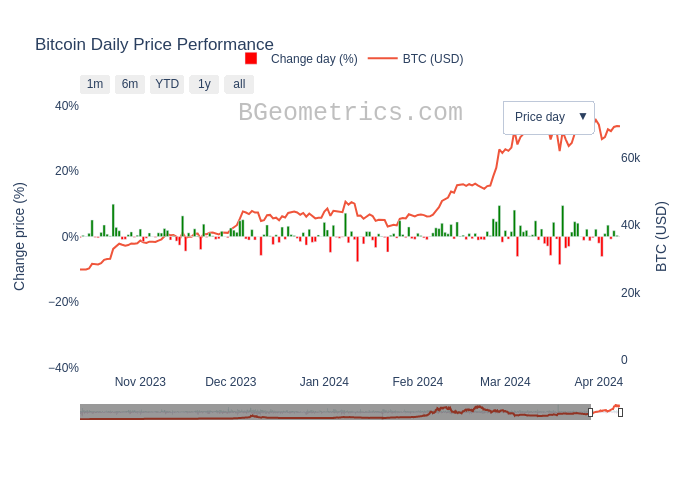 Bitcoin Daily Price Performance
Change day (%)
BTC (USD)
1m
6m
YTD
1y
all
BGeometrics.com
Price day ▼
40%
20%
0%
−20%
−40%
Change price (%)
60k
40k
20k
0
BTC (USD)
Nov 2023
Dec 2023
Jan 2024
Feb 2024
Mar 2024
Apr 2024